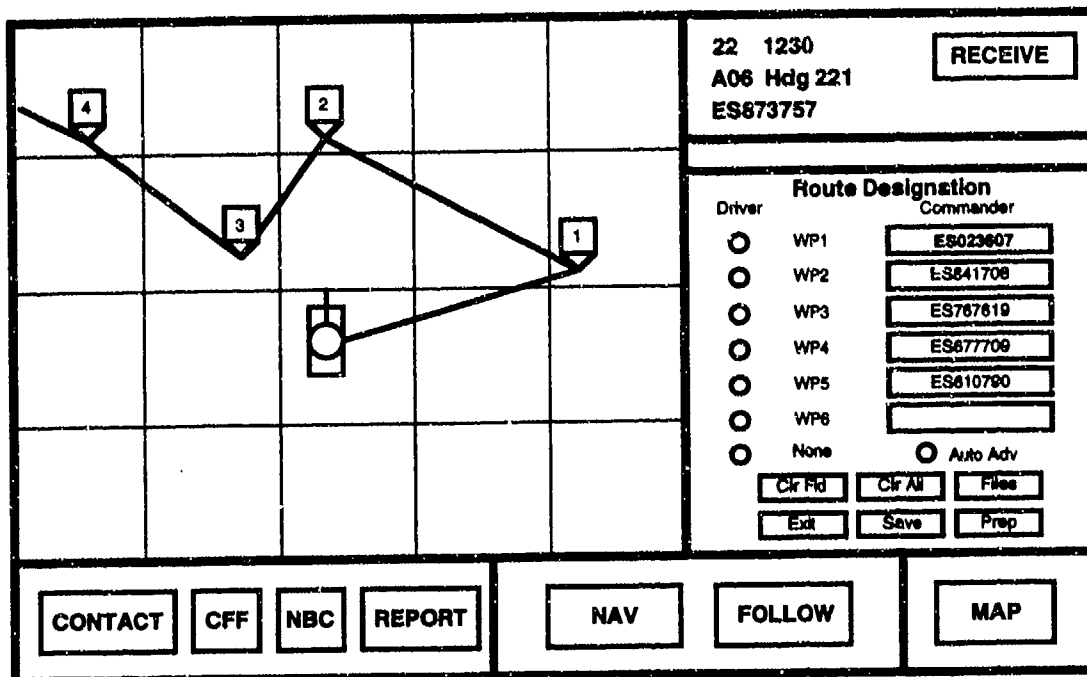 4
2
3
1
22 1230
A06 Hdg 221
ES873757
RECEIVE
Route Designation
Driver Commander
WP1 ES023607
WP2 ES841708
WP3 ES767619
WP4 ES677709
WP5 ES610790
WP6
None Auto Adv
Clr Fld Clr All Files
Exit Save Prep
CONTACT CFF NBC REPORT NAV FOLLOW MAP